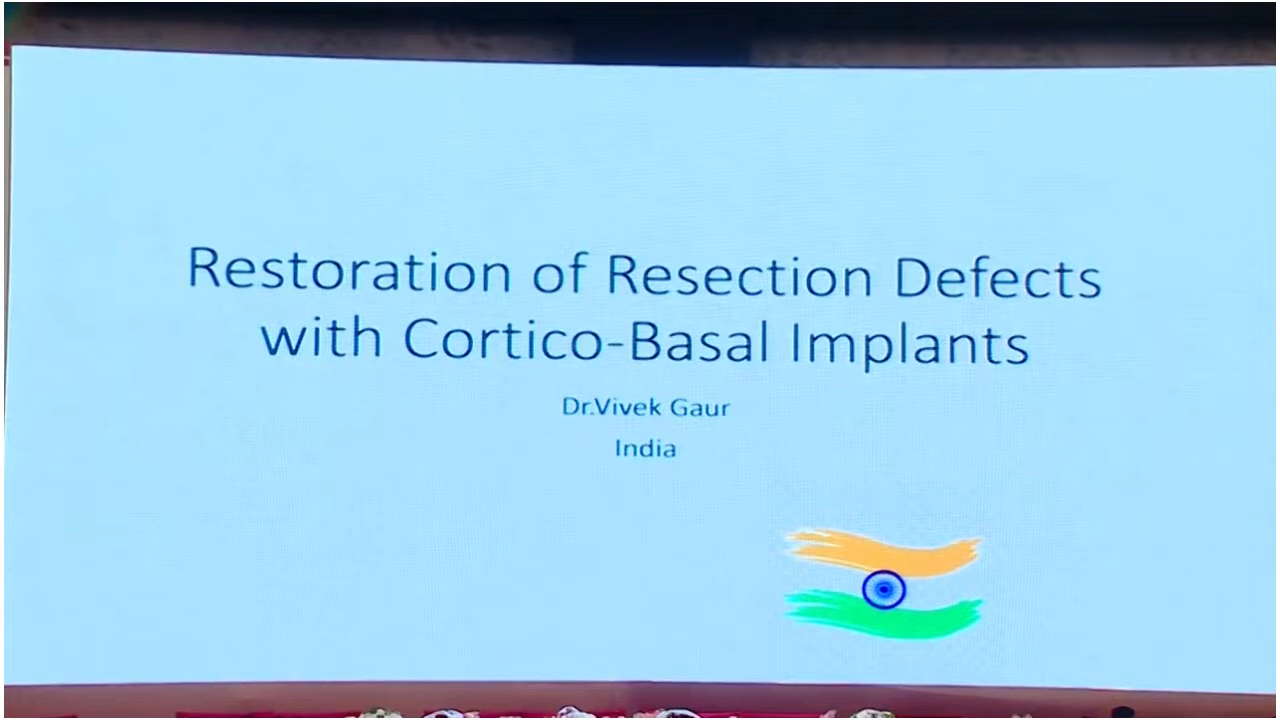 Restoration of Resection Defects
with Cortico-Basal Implants
Dr.Vivek Gaur
India